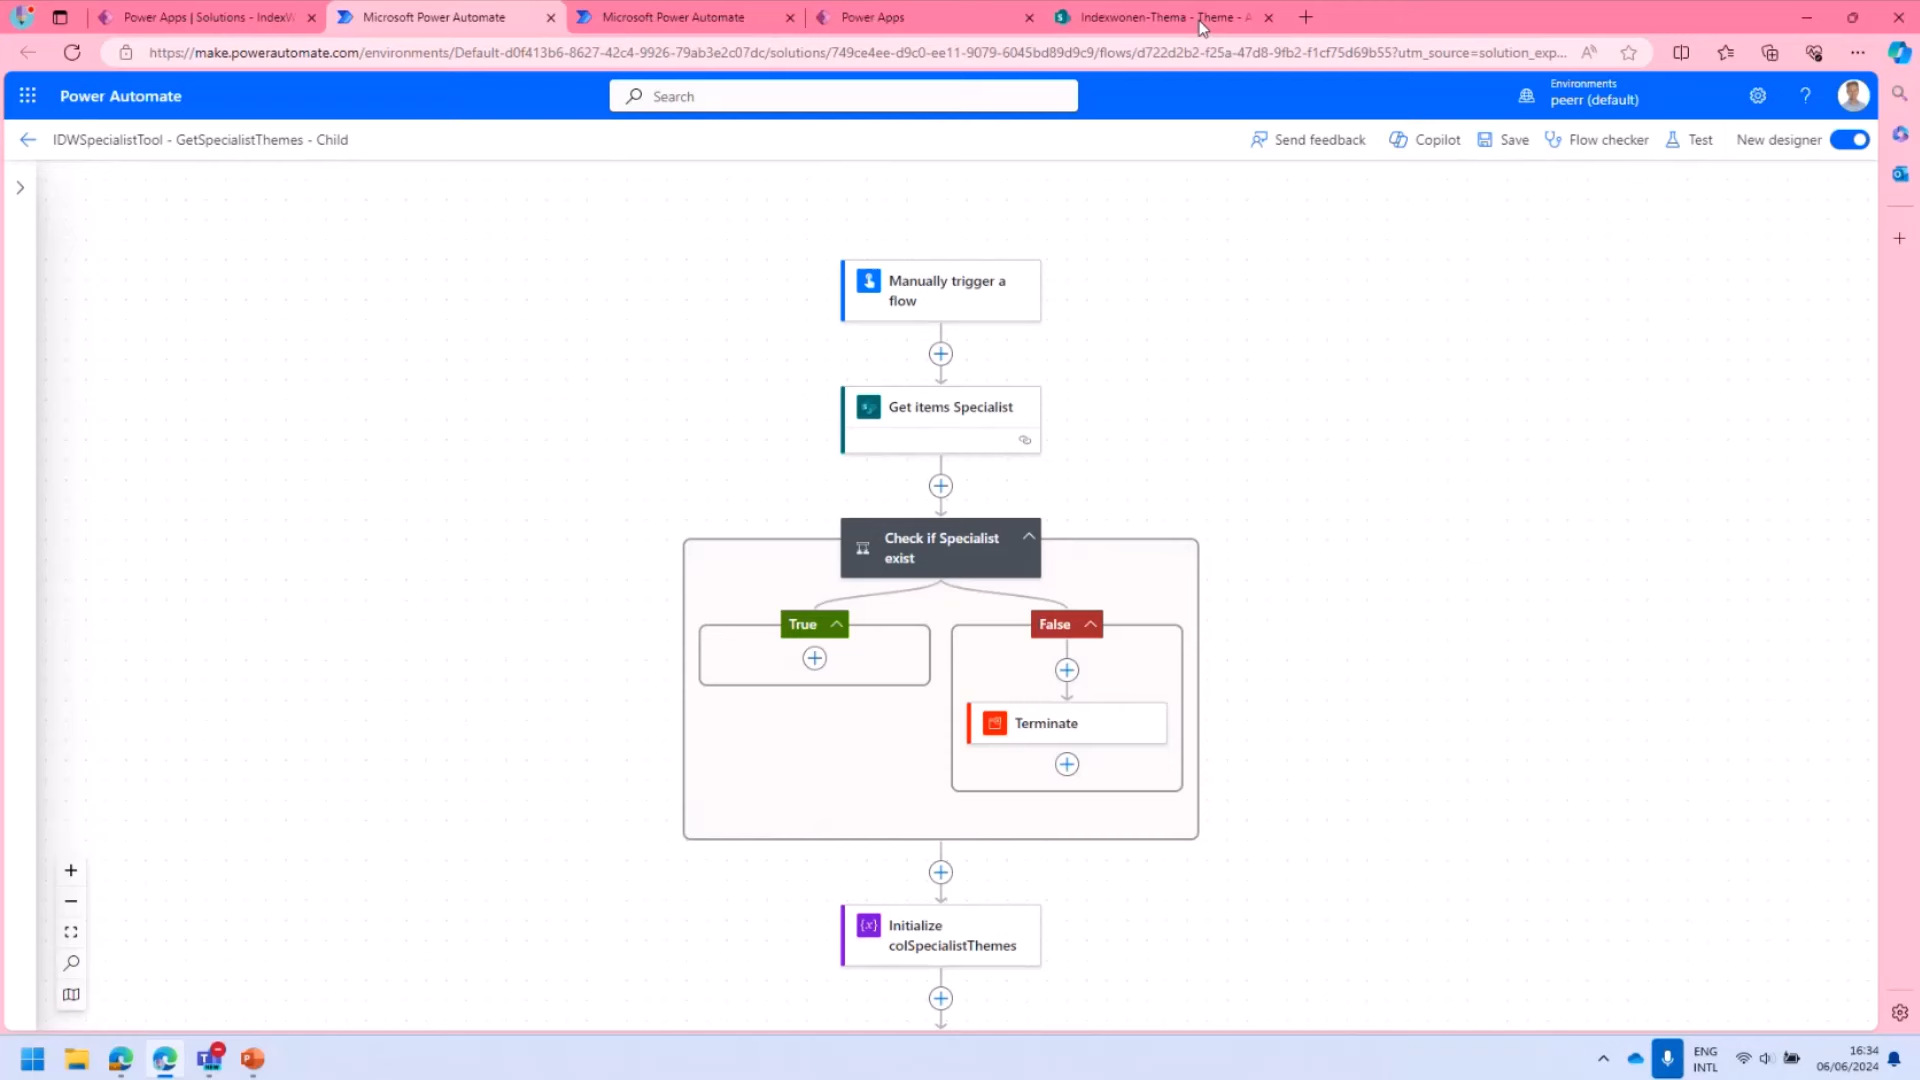 Power Apps | Solutions - IndexW
Microsoft Power Automate
Microsoft Power Automate
Power Apps
Indexwonen-Thema - Theme - A
https://make.powerautomate.com/environments/Default-d0f413b6-8627-42c4-9926-79ab3e2c07dc/solutions/749ce4ee-d9c0-ee11-9079-6045bd89d9c9/flows/d722d2b2-f25a-47d8-9fb2-f1cf75d69b55?utm_source=solution_exp...
Power Automate
Search
Environments
peerr (default)
IDWSpecialistTool - GetSpecialistThemes - Child
Send feedback
Copilot
Save
Flow checker
Test
New designer
Manually trigger a
flow
Get items Specialist
Check if Specialist
exist
True
False
Terminate
Initialize
colSpecialistThemes
ENG
INTL
16:34
06/06/2024